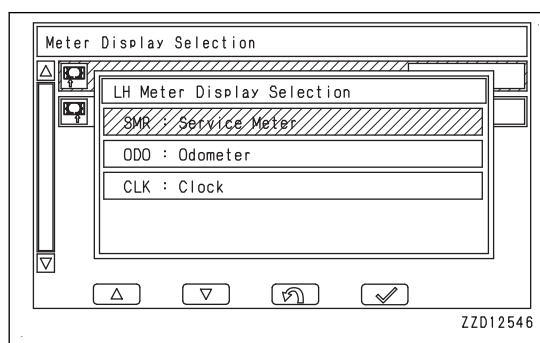 Meter Display Selection
LH Meter Display Selection
SMR : Service Meter
ODO : Odometer
CLK : Clock
ZZD12546